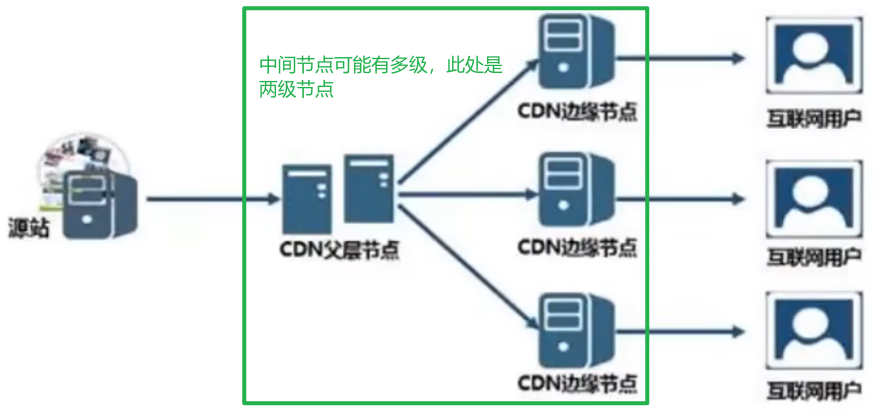 中间节点可能有多级，此处是
两级节点
CDN边缘节点
互联网用户
源站
CDN父层节点
CDN边缘节点
互联网用户
CDN边缘节点
互联网用户